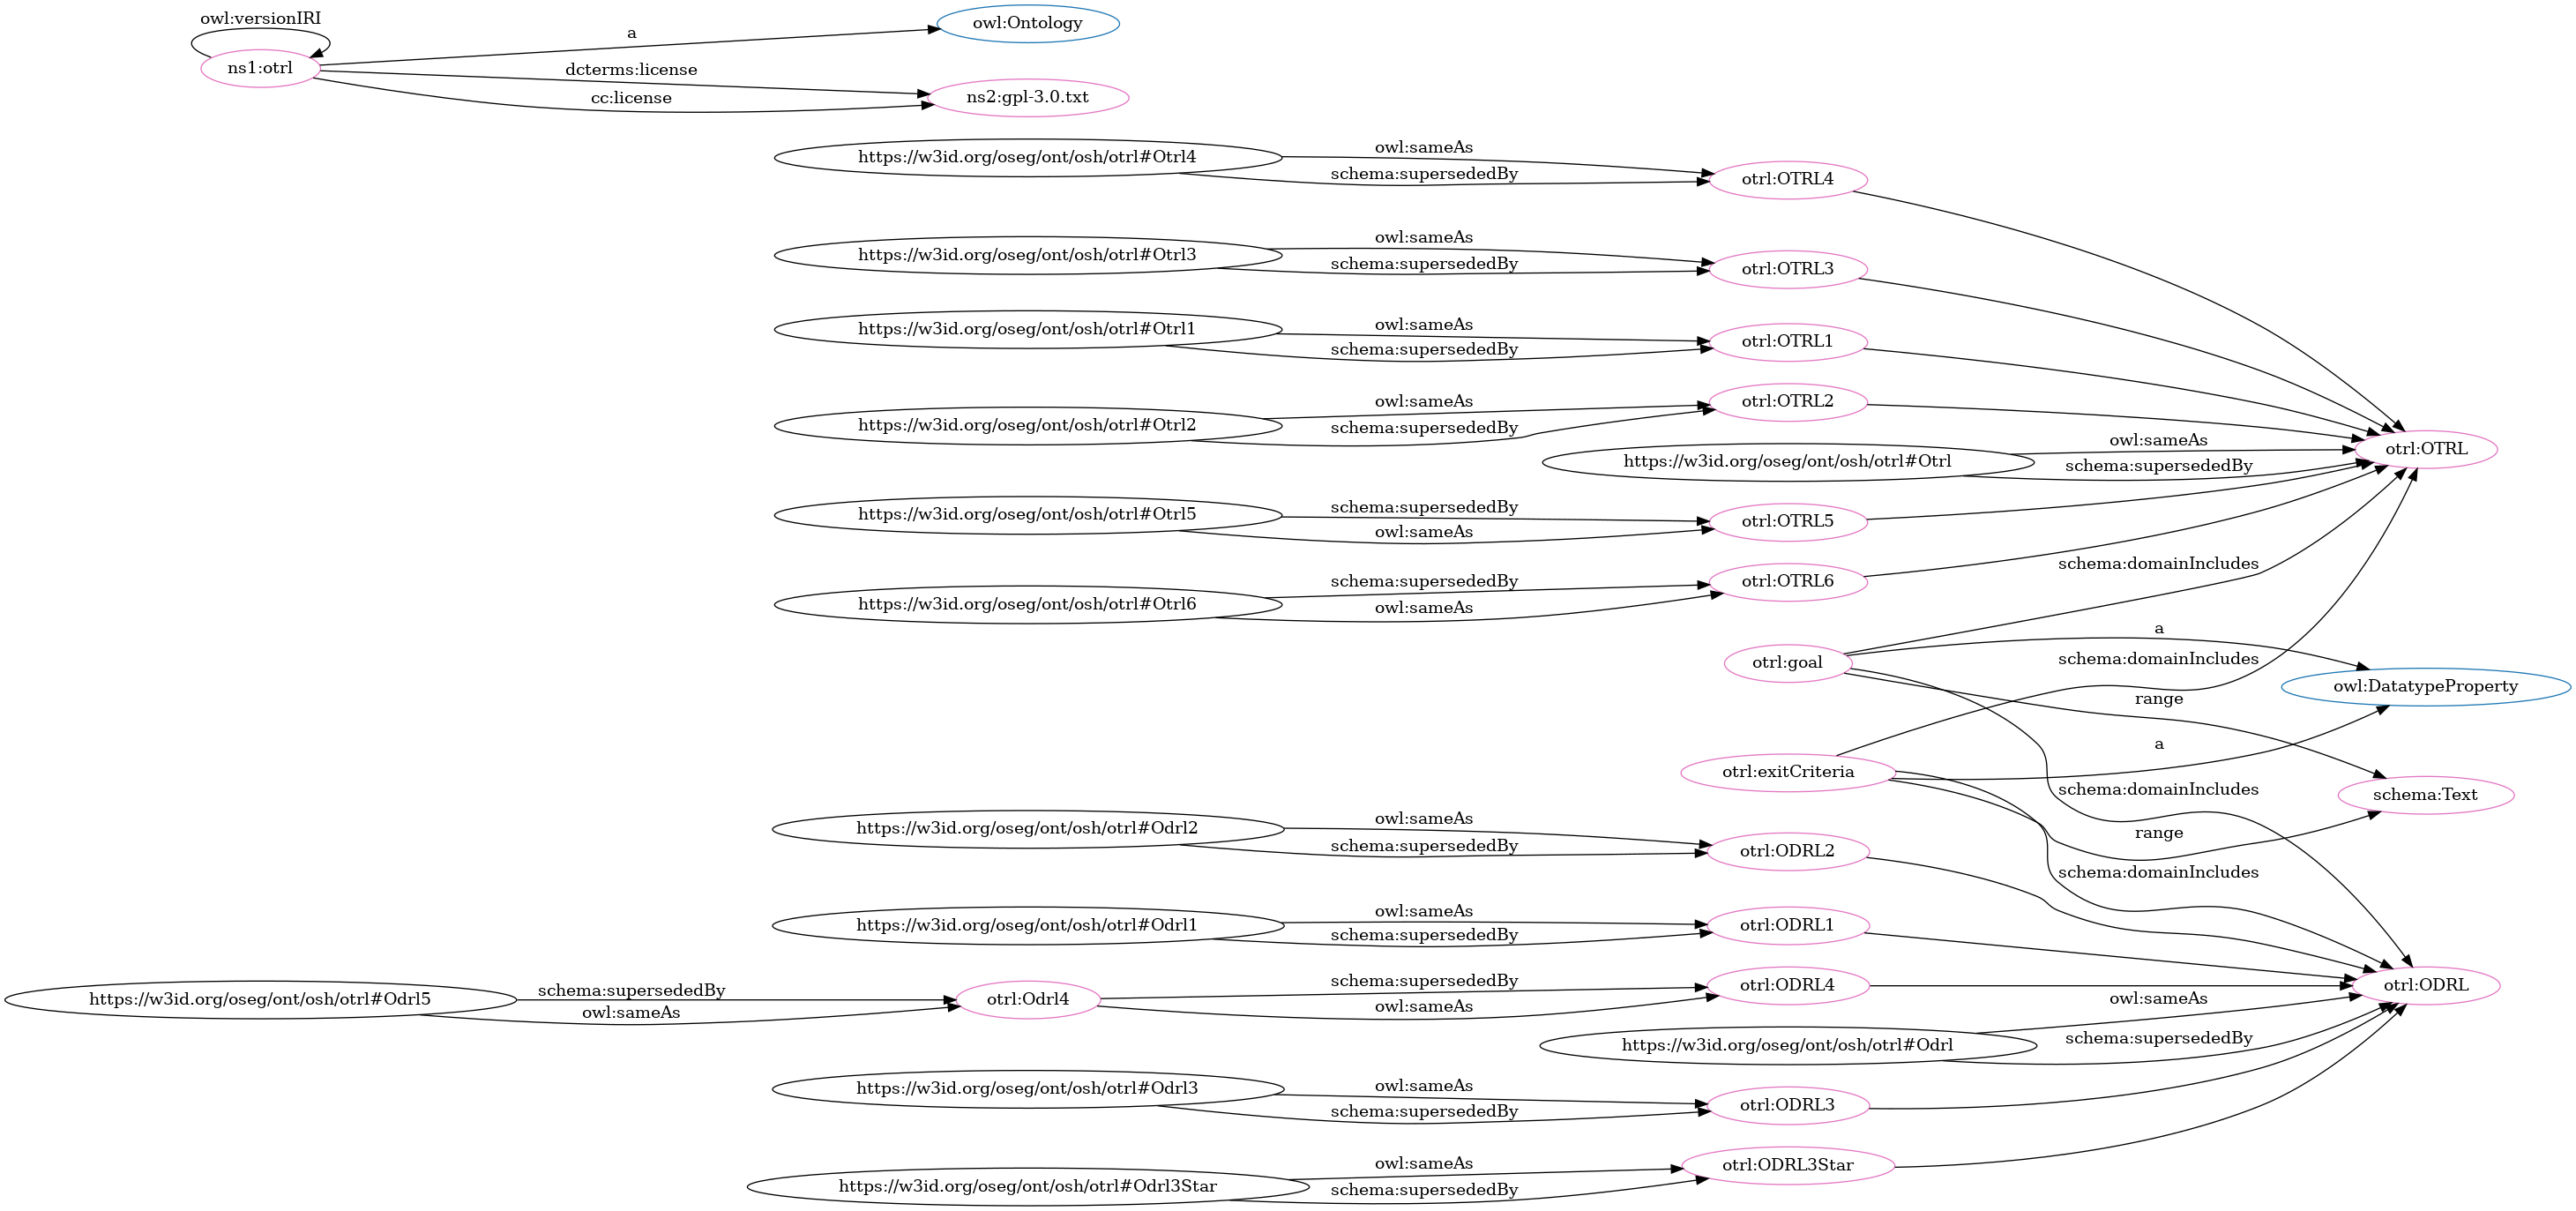 owl:versionIRI
owl:Ontology
a
ns1:otrl
dcterms:license
cc:license
ns2:gpl-3.0.txt
https://w3id.org/oseg/ont/osh/otrl#Otrl4
owl:sameAs
schema:supersededBy
otrl:OTRL4
https://w3id.org/oseg/ont/osh/otrl#Otrl3
owl:sameAs
schema:supersededBy
otrl:OTRL3
https://w3id.org/oseg/ont/osh/otrl#Otrl1
owl:sameAs
schema:supersededBy
otrl:OTRL1
https://w3id.org/oseg/ont/osh/otrl#Otrl2
owl:sameAs
schema:supersededBy
otrl:OTRL2
https://w3id.org/oseg/ont/osh/otrl#Otrl
owl:sameAs
schema:supersededBy
otrl:OTRL
https://w3id.org/oseg/ont/osh/otrl#Otrl5
schema:supersededBy
owl:sameAs
otrl:OTRL5
https://w3id.org/oseg/ont/osh/otrl#Otrl6
schema:supersededBy
owl:sameAs
otrl:OTRL6
schema:domainIncludes
otrl:goal
a
schema:domainIncludes
owl:DatatypeProperty
range
a
otrl:exitCriteria
schema:domainIncludes
schema:Text
range
schema:domainIncludes
https://w3id.org/oseg/ont/osh/otrl#Odrl2
owl:sameAs
schema:supersededBy
otrl:ODRL2
https://w3id.org/oseg/ont/osh/otrl#Odrl1
owl:sameAs
schema:supersededBy
otrl:ODRL1
https://w3id.org/oseg/ont/osh/otrl#Odrl5
schema:supersededBy
owl:sameAs
otrl:Odrl4
schema:supersededBy
owl:sameAs
otrl:ODRL4
otrl:ODRL
https://w3id.org/oseg/ont/osh/otrl#Odrl
owl:sameAs
schema:supersededBy
https://w3id.org/oseg/ont/osh/otrl#Odrl3
owl:sameAs
schema:supersededBy
otrl:ODRL3
https://w3id.org/oseg/ont/osh/otrl#Odrl3Star
owl:sameAs
schema:supersededBy
otrl:ODRL3Star